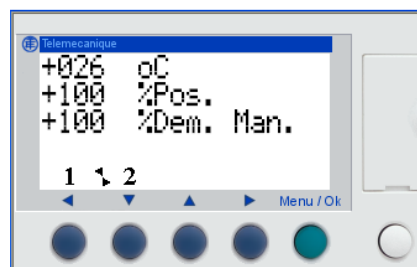 Telemecanique
+026 oC
+100 %Pos.
+100 %Dem. Man.
1 2
Menu / Ok